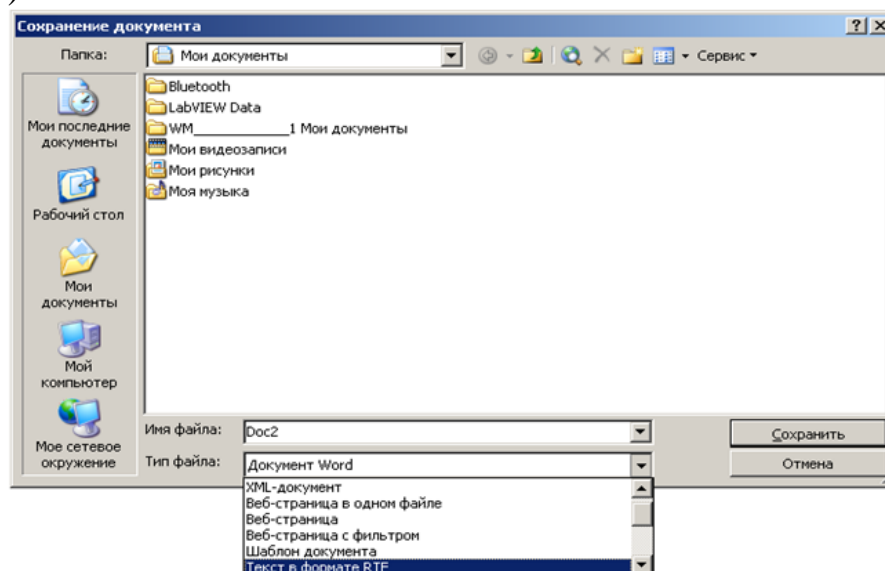 )
Сохранение документа
Папка:
Мои документы
Сервис
Мои последние
документы
Рабочий стол
Мои
документы
Мой
компьютер
Мое сетевое
окружение
Bluetooth
LabVIEW Data
WM____________1 Мои документы
Мои видеозаписи
Мои рисунки
Моя музыка
Имя файла:
Doc2
Сохранить
Тип файла:
Документ Word
Отмена
XML-документ
Веб-страница в одном файле
Веб-страница
Веб-страница с фильтром
Шаблон документа
Текст в формате RTF